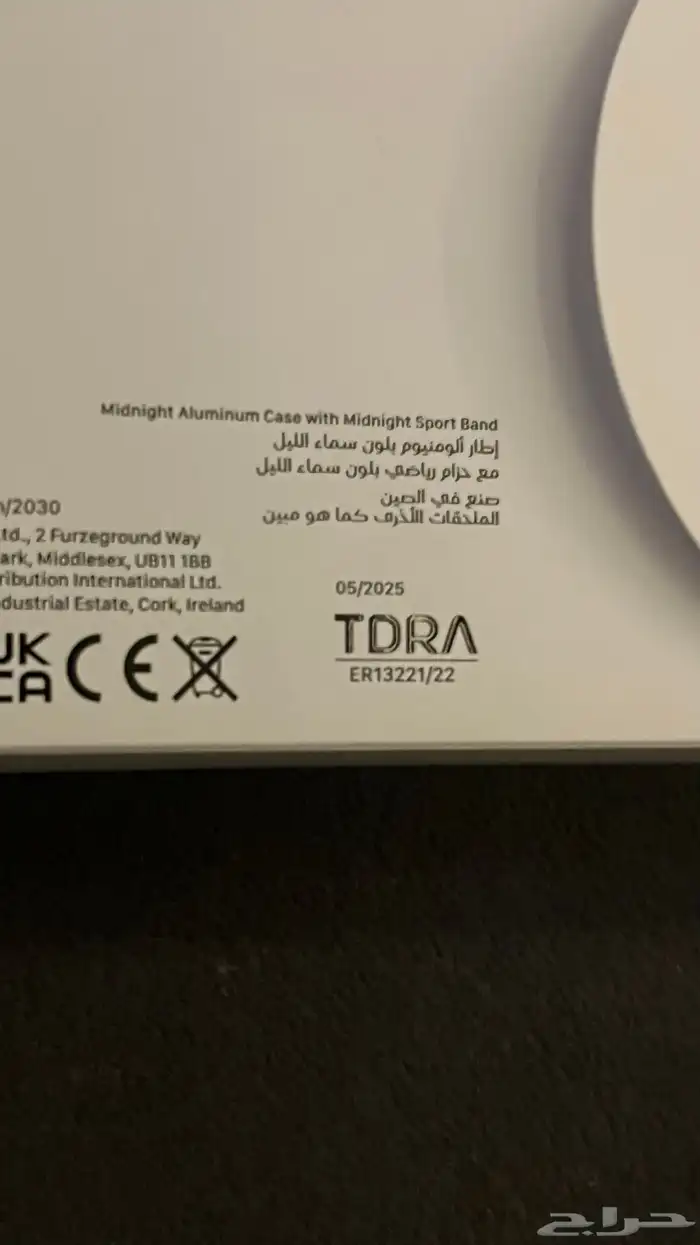 Midnight Aluminum Case with Midnight Sport Band
إطار ألومنيوم بلون سماء الليل
مع حزام رياضي بلون سماء الليل
صنع في الصين
الملحقات الأخرى كما هو مبين
/2030
td., 2 Furzeground Way
ark, Middlesex, UB11 1BB
ribution International Ltd.
dustrial Estate, Cork, Ireland
UK
CA
CE
05/2025
TDRA
ER13221/22
حراج